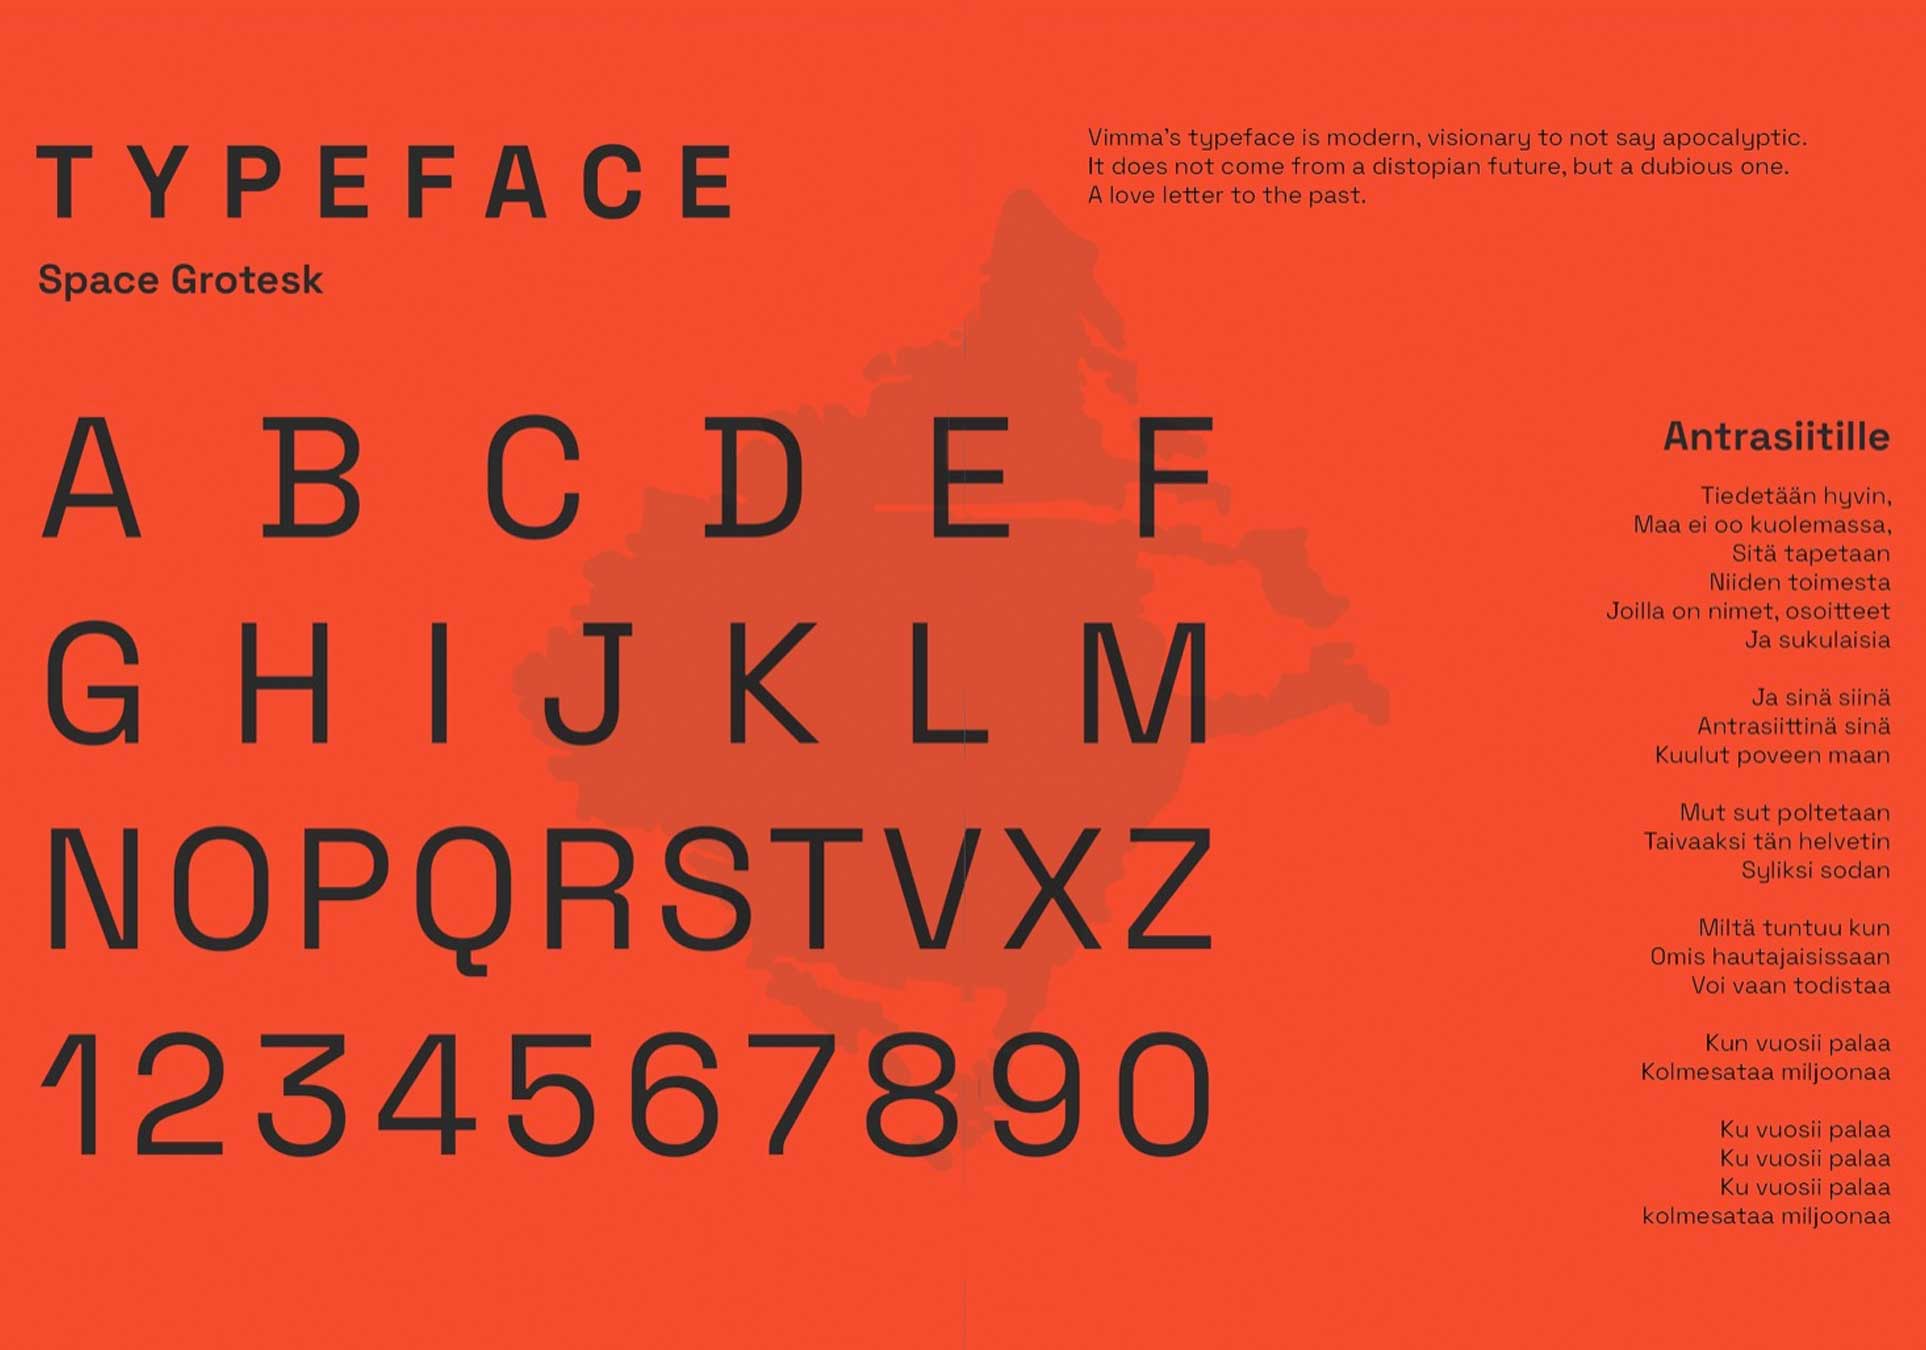 TYPEFACE
Space Grotesk
Vimma's typeface is modern, visionary to not say apocalyptic.
It does not come from a distopian future, but a dubious one.
A love letter to the past.
A B C D E F
G H I J K L M
NOPQRSTVXZ
1234567890
Antrasiitille
Tiedetään hyvin,
Maa ei oo kuolemassa,
Sitä tapetaan
Niiden toimesta
Joilla on nimet, osoitteet
Ja sukulaisia
Ja sinä siinä
Antrasiittinä sinä
Kuulut poveen maan
Mut sut poltetaan
Taivaaksi tän helvetin
Syliksi sodan
Miltä tuntuu kun
Omis hautajaisissaan
Voi vaan todistaa
Kun vuosii palaa
Kolmesataa miljoonaa
Ku vuosii palaa
Ku vuosii palaa
Ku vuosii palaa
kolmesataa miljoonaa